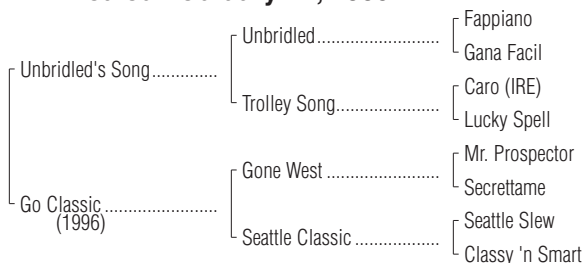 Fappiano
Unbridled
Gana Facil
Unbridled's Song
Caro (IRE)
Trolley Song
Lucky Spell
Mr. Prospector
Gone West
Secrettame
Go Classic
(1996)
Seattle Slew
Seattle Classic
Classy 'n Smart